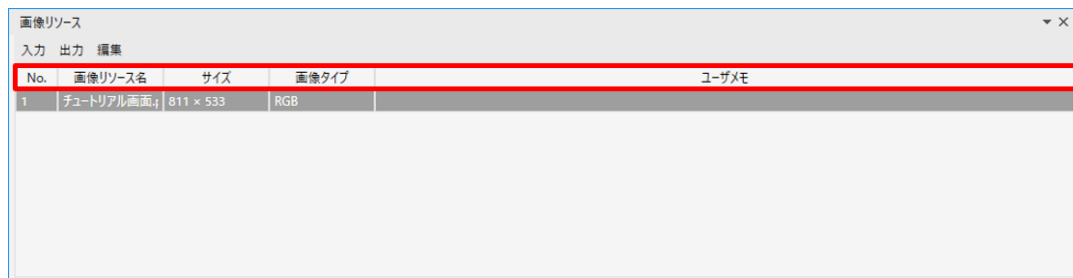 画像リソース
入力 出力 編集
No. 画像リソース名 サイズ 画像タイプ ユーザメモ
1 チュートリアル画面.p 811 × 533 RGB